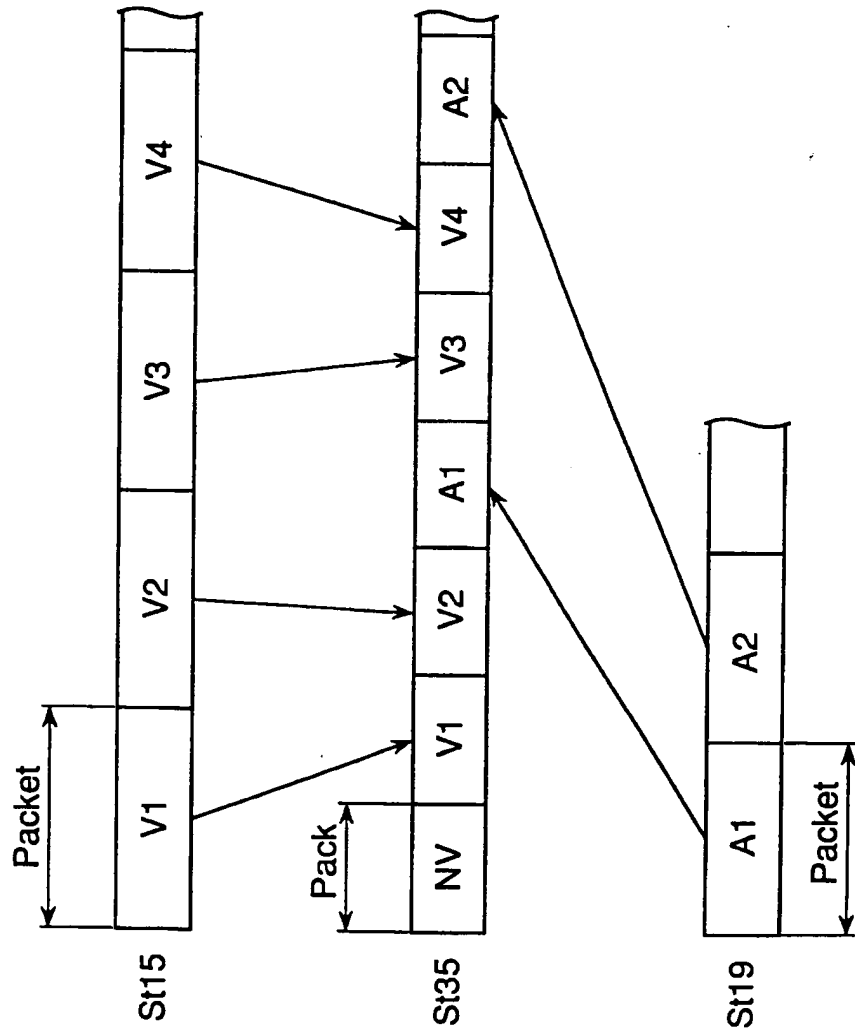 Packet
St15 V1 V2 V3 V4
Pack
St35 NV V1 V2 A1 V3 V4 A2
St19 A1 A2
Packet